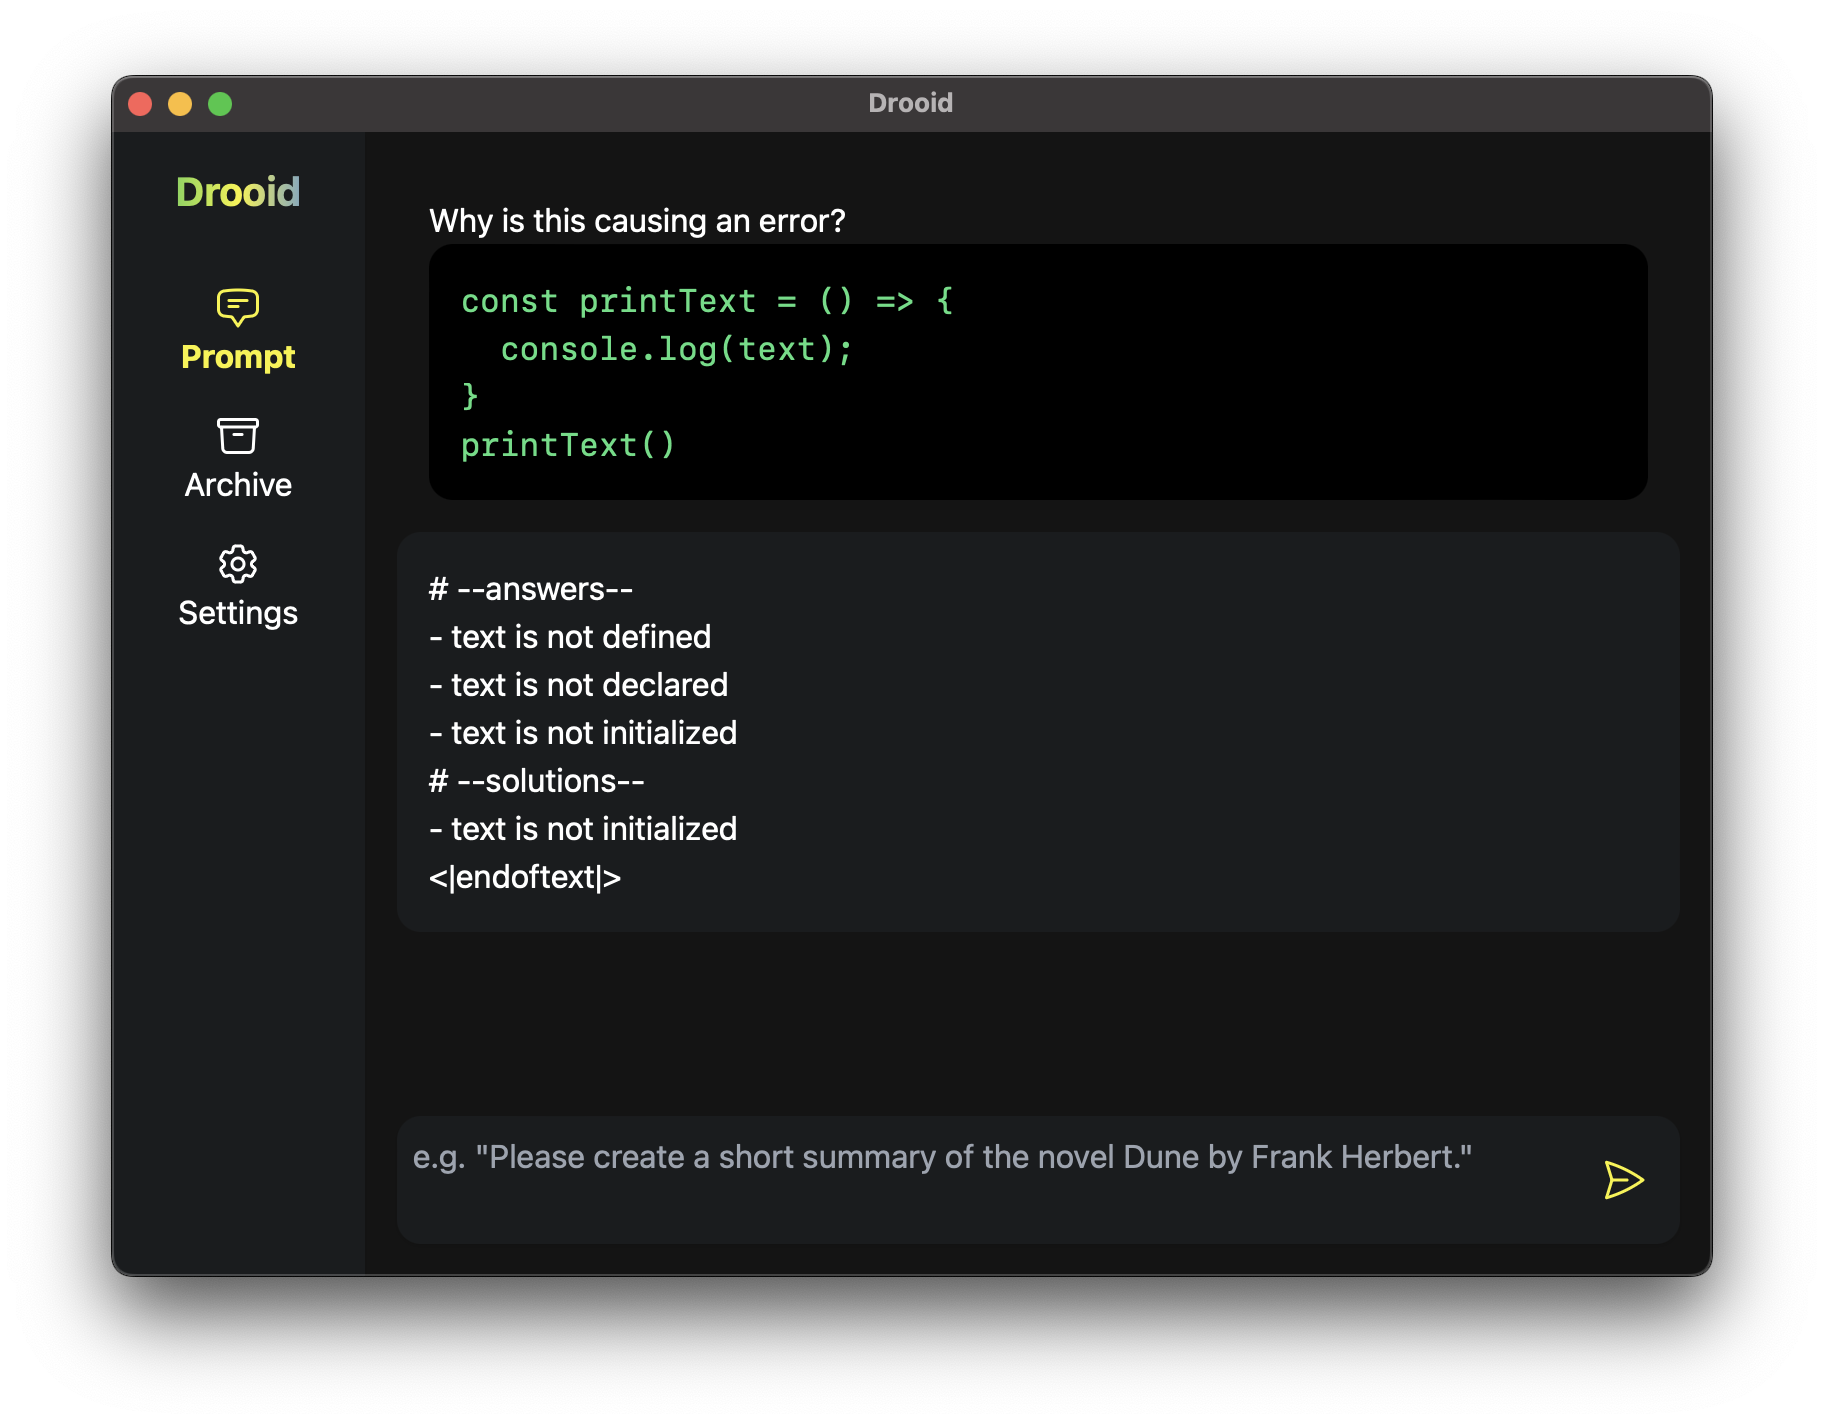 Drooid
Drooid
Prompt
Archive
Settings
Why is this causing an error?
const printText = () => {
  console.log(text);
}
printText()
# --answers--
- text is not defined
- text is not declared
- text is not initialized
# --solutions--
- text is not initialized
<|endoftext|>
e.g. "Please create a short summary of the novel Dune by Frank Herbert."